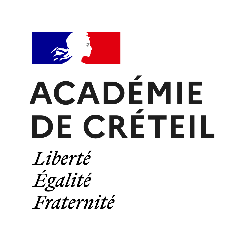 ACADÉMIE
DE CRÉTEIL
Liberté
Égalité
Fraternité